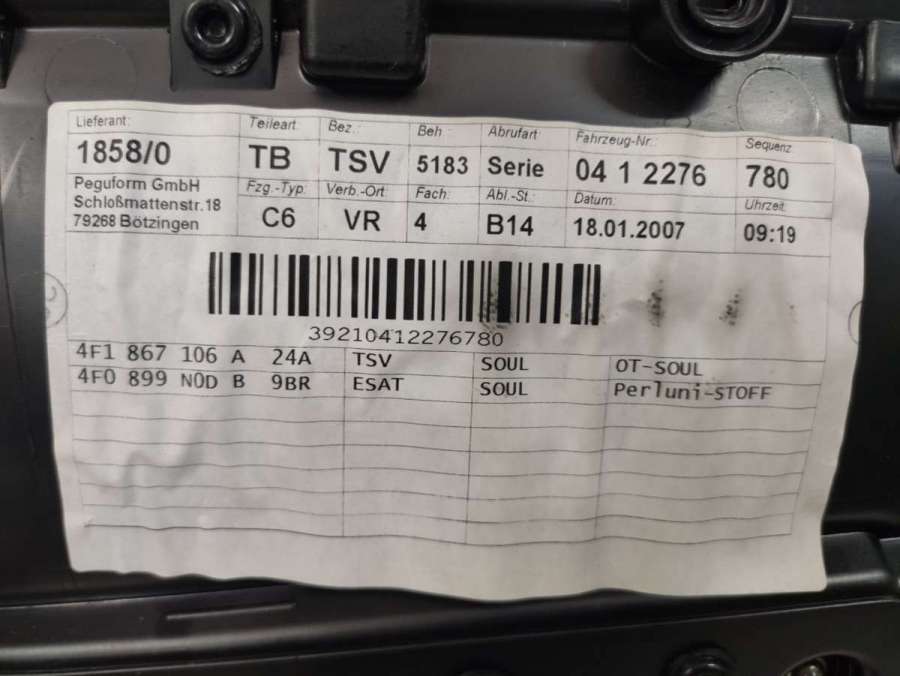 Lieferant: Teileart Bez.: Beh Abrufart Fahrzeug-Nr.: Sequenz
1858/0 TB TSV 5183 Serie 04 1 2276 780
Peguform GmbH Fzg.-Typ: Verb.-Ort Fach: Abl.-St.: Datum: Uhrzeit
Schloßmattenstr.18
79268 Bötzingen C6 VR 4 B14 18.01.2007 09:19
39210412276780
4F1 867 106 A 24A TSV SOUL OT-SOUL
4F0 899 N0D B 9BR ESAT SOUL Perluni-STOFF